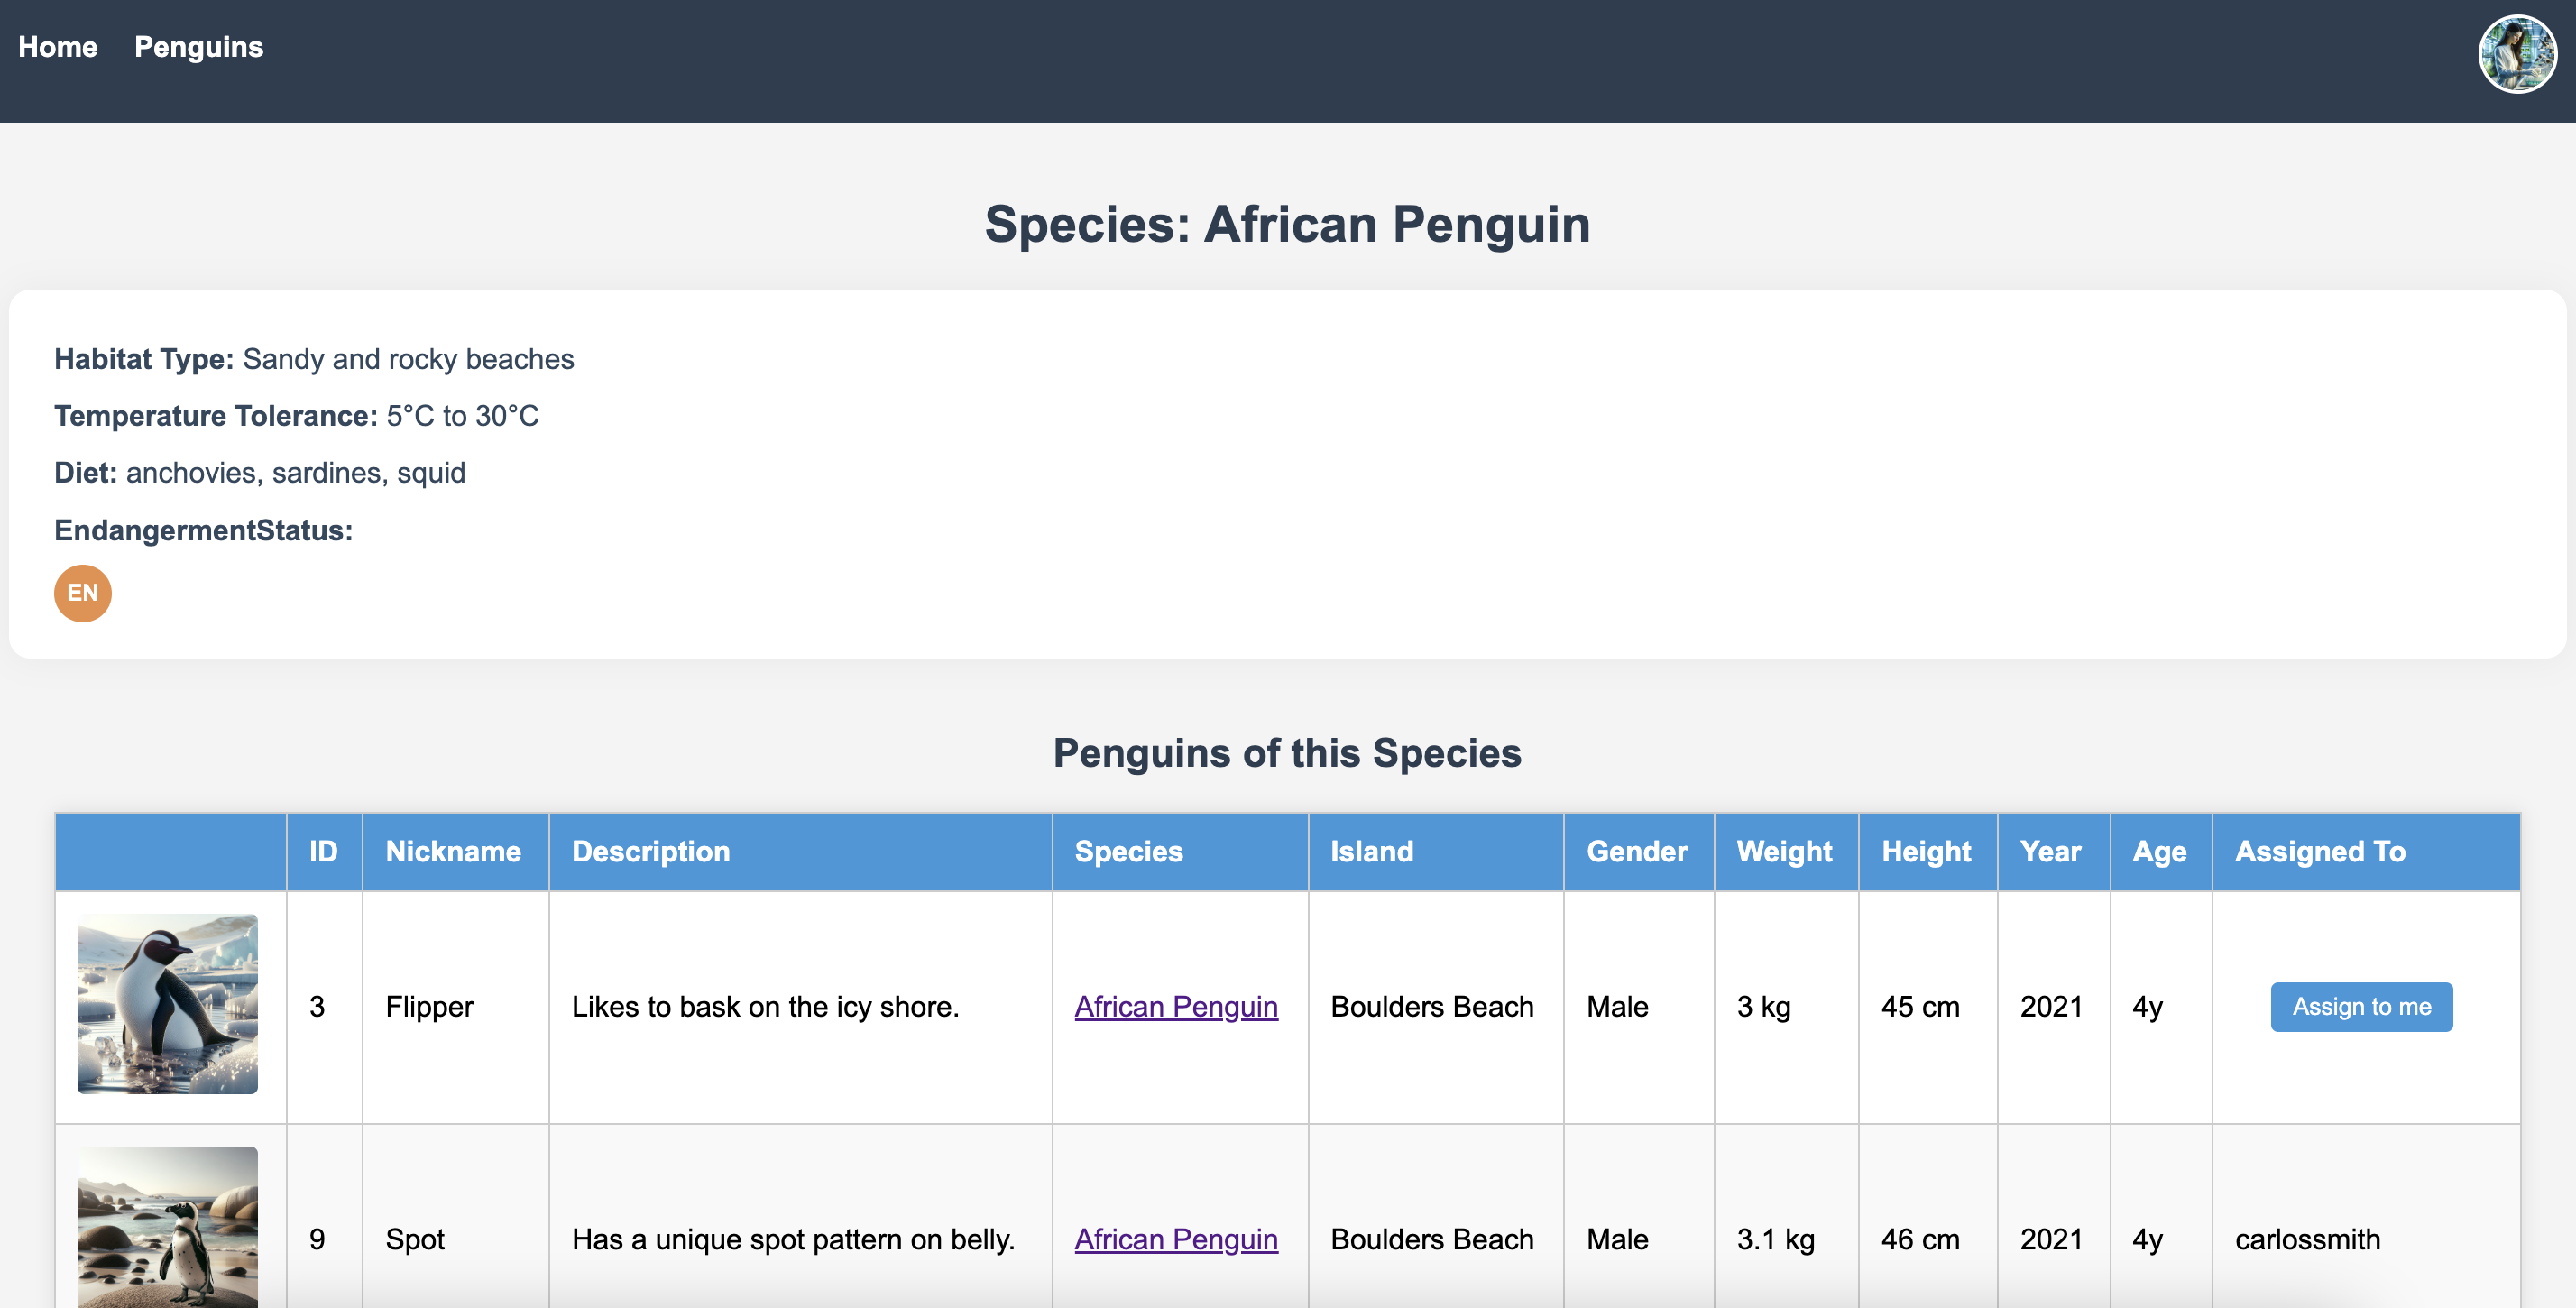 Home Penguins
Species: African Penguin
Habitat Type: Sandy and rocky beaches
Temperature Tolerance: 5°C to 30°C
Diet: anchovies, sardines, squid
EndangermentStatus:
EN
Penguins of this Species
ID Nickname Description Species Island Gender Weight Height Year Age Assigned To
3 Flipper Likes to bask on the icy shore. African Penguin Boulders Beach Male 3 kg 45 cm 2021 4y Assign to me
9 Spot Has a unique spot pattern on belly. African Penguin Boulders Beach Male 3.1 kg 46 cm 2021 4y carlossmith